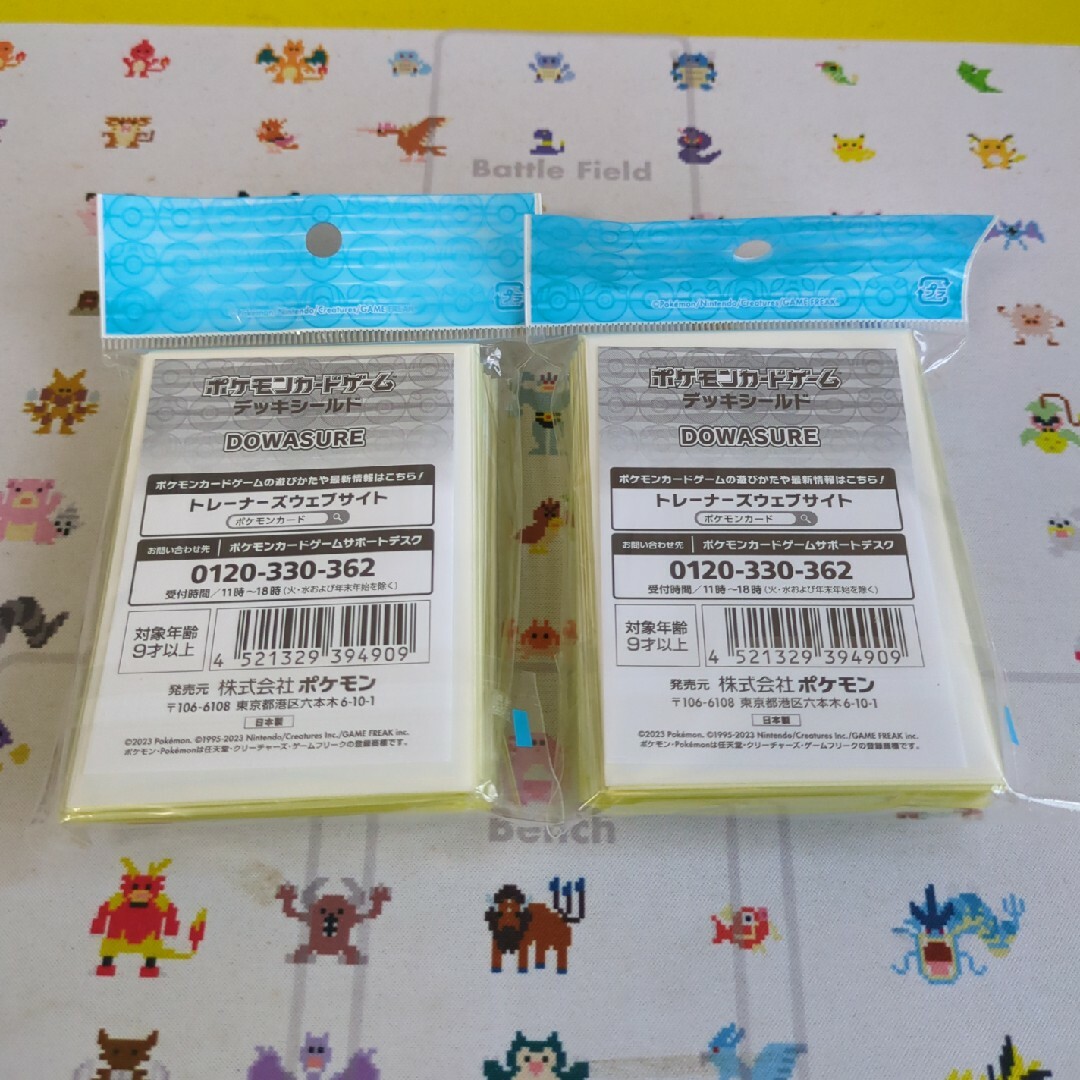 Battle Field
Nintendo/Creatures/GAME FREAK
プラ
ポケモンカードゲーム
デッキシールド
DOWASURE
ポケモンカードゲームの遊びかたや最新情報はこちら!
トレーナーズウェブサイト
ポケモンカード
お問い合わせ先 ポケモンカードゲームサポートデスク
0120-330-362
受付時間/11時～18時(火・水および年末年始を除く)
対象年齢
9才以上
4 521329 394909
発売元 株式会社 ポケモン
〒106-6108 東京都港区六本木6-10-1
日本製
©2023 Pokémon. ©1995-2023 Nintendo/Creatures Inc./GAME FREAK inc.
ポケモン・Pokémonは任天堂・クリーチャーズ・ゲームフリークの登録商標です。
©Pokémon/Nintendo/Creatures/GAME FREAK
プラ
ポケモンカードゲーム
デッキシールド
DOWASURE
ポケモンカードゲームの遊びかたや最新情報はこちら!
トレーナーズウェブサイト
ポケモンカード
お問い合わせ先 ポケモンカードゲームサポートデスク
0120-330-362
受付時間/11時～18時(火・水および年末年始を除く)
対象年齢
9才以上
4 521329 394909
発売元 株式会社 ポケモン
〒106-6108 東京都港区六本木6-10-1
日本製
©2023 Pokémon. ©1995-2023 Nintendo/Creatures Inc./GAME FREAK inc.
ポケモン・Pokémonは任天堂・クリーチャーズ・ゲームフリークの登録商標です。
Bench